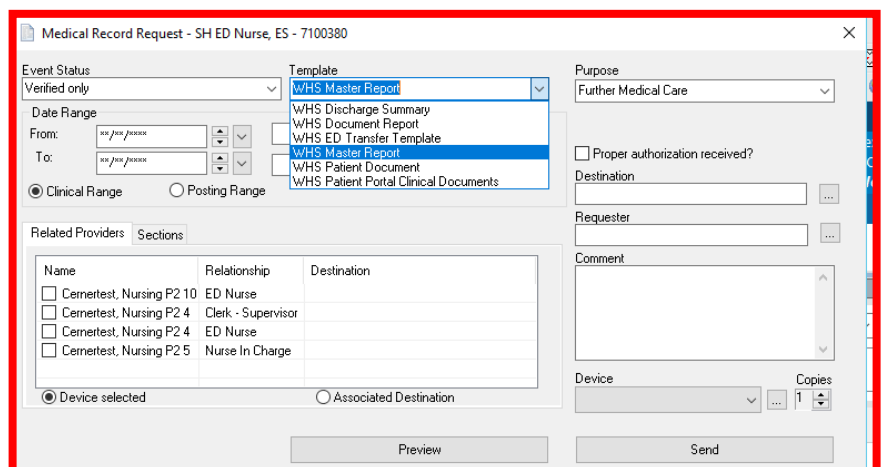 Medical Record Request - SH ED Nurse, ES - 7100380
Event Status
Verified only
Template
WHS Master Report
WHS Discharge Summary
WHS Document Report
WHS ED Transfer Template
WHS Master Report
WHS Patient Document
WHS Patient Portal Clinical Documents
Purpose
Further Medical Care
Date Range
From: **/**/****
To: **/**/****
Clinical Range Posting Range
Proper authorization received?
Destination
...
Requester
...
Comment
Related Providers Sections
Name Relationship Destination
Cernertest, Nursing P2 10 ED Nurse
Cernertest, Nursing P2 4 Clerk - Supervisor
Cernertest, Nursing P2 4 ED Nurse
Cernertest, Nursing P2 5 Nurse In Charge
Device selected Associated Destination
Device Copies
... 1
Preview Send